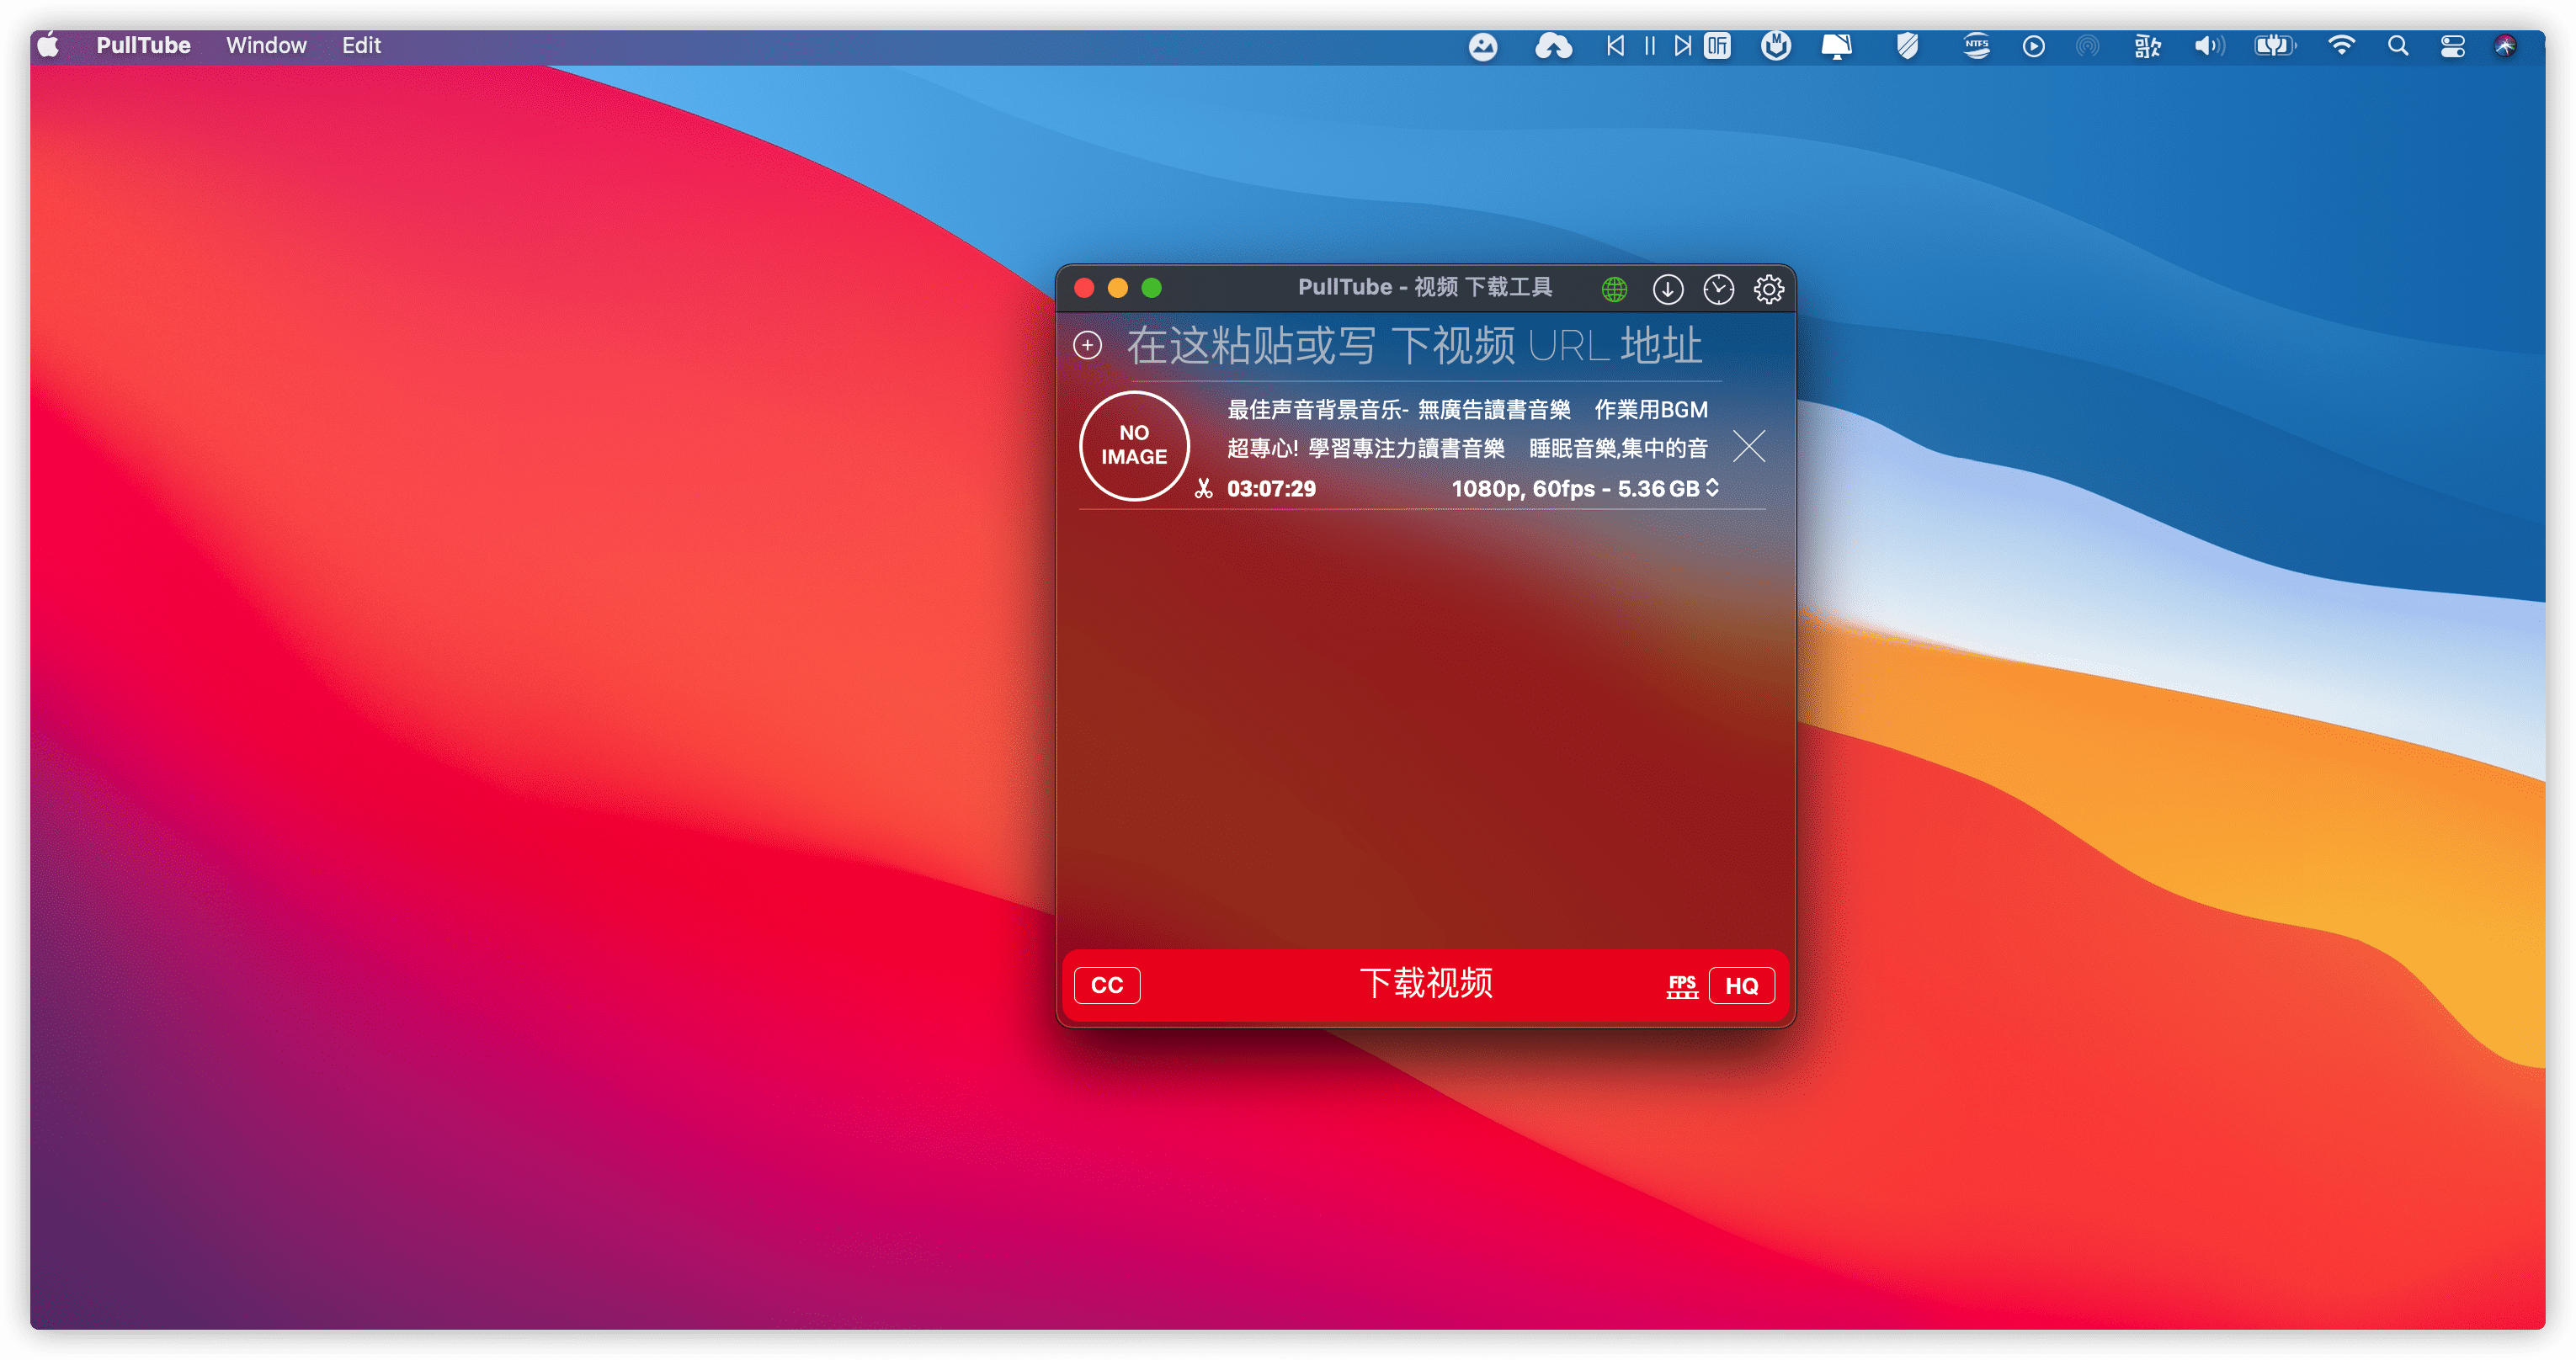 PullTube Window Edit
听 M NTFS 歌
PullTube - 视频 下载工具
在这粘贴或写 下视频 URL 地址
NO
IMAGE
最佳声音背景音乐- 無廣告讀書音樂 作業用BGM
超專心! 學習專注力讀書音樂 睡眠音樂,集中的音
03:07:29 1080p, 60fps - 5.36 GB
CC 下载视频 FPS HQ